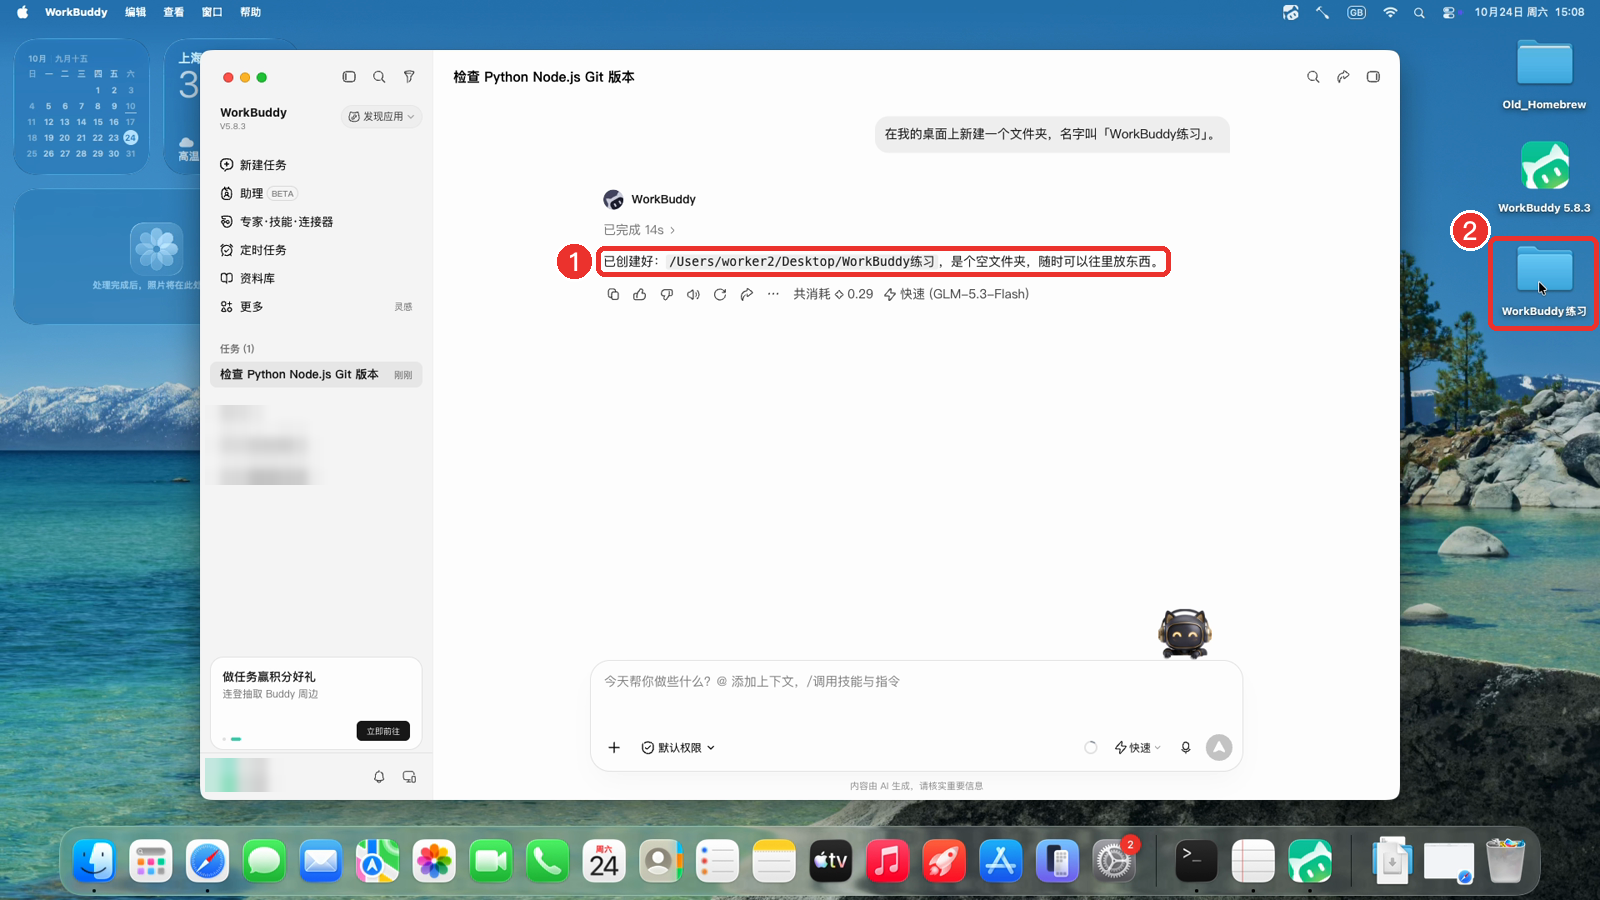 WorkBuddy 编辑 查看 窗口 帮助
GB
10月24日 周六 15:08
10月 九月十五
日 一 二 三 四 五 六
1 2 3
4 5 6 7 8 9 10
11 12 13 14 15 16 17
18 19 20 21 22 23 24
25 26 27 28 29 30 31
上海
3
高温
处理完成后，照片将在此处
WorkBuddy
V5.8.3
发现应用
新建任务
助理 BETA
专家·技能·连接器
定时任务
资料库
更多 灵感
任务 (1)
检查 Python Node.js Git 版本 刚刚
做任务赢积分好礼
连登抽取 Buddy 周边
立即前往
检查 Python Node.js Git 版本
在我的桌面上新建一个文件夹，名字叫「WorkBuddy练习」。
WorkBuddy
已完成 14s
1
已创建好：/Users/worker2/Desktop/WorkBuddy练习，是个空文件夹，随时可以往里放东西。
共消耗 0.29 快速 (GLM-5.3-Flash)
今天帮你做些什么？@ 添加上下文，/调用技能与指令
默认权限
快速
内容由 AI 生成，请核实重要信息
Old_Homebrew
WorkBuddy 5.8.3
2
WorkBuddy练习
周六
24
tv
2